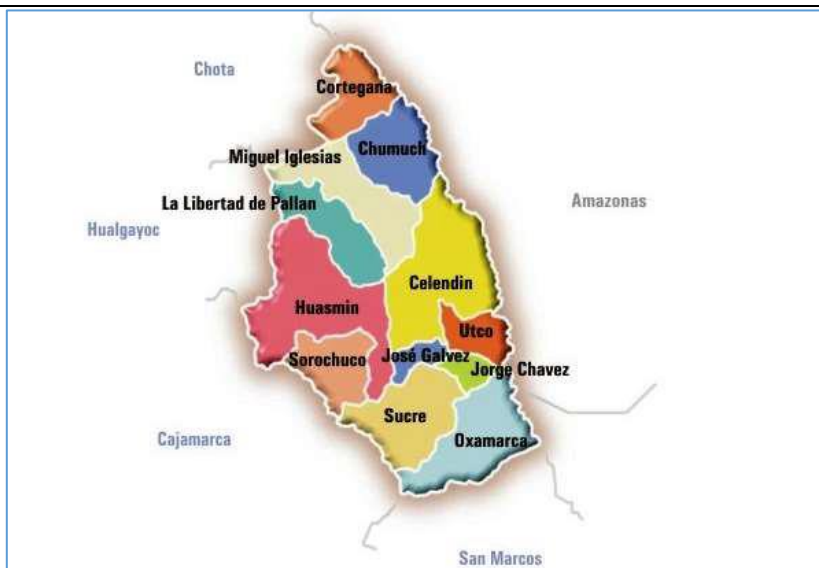 Chota
Cortegana
Chumuch
Miguel Iglesias
La Libertad de Pallan
Amazonas
Hualgayoc
Celendin
Huasmin
Utco
José Galvez
Sorochuco
Jorge Chavez
Sucre
Cajamarca
Oxamarca
San Marcos